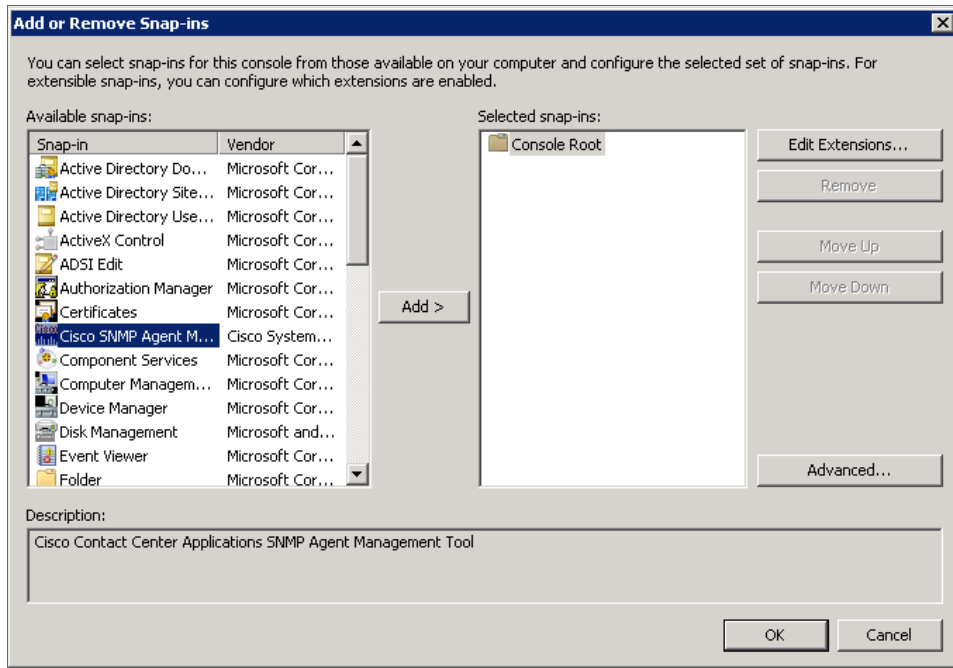 Add or Remove Snap-ins
You can select snap-ins for this console from those available on your computer and configure the selected set of snap-ins. For
extensible snap-ins, you can configure which extensions are enabled.
Available snap-ins:
Selected snap-ins:
Snap-in Vendor
Active Directory Do... Microsoft Cor...
Active Directory Site... Microsoft Cor...
Active Directory Use... Microsoft Cor...
ActiveX Control Microsoft Cor...
ADSI Edit Microsoft Cor...
Authorization Manager Microsoft Cor...
Certificates Microsoft Cor...
Cisco SNMP Agent M... Cisco System...
Component Services Microsoft Cor...
Computer Managem... Microsoft Cor...
Device Manager Microsoft Cor...
Disk Management Microsoft and...
Event Viewer Microsoft Cor...
Folder Microsoft Cor...
Add >
Console Root
Edit Extensions...
Remove
Move Up
Move Down
Advanced...
Description:
Cisco Contact Center Applications SNMP Agent Management Tool
OK Cancel